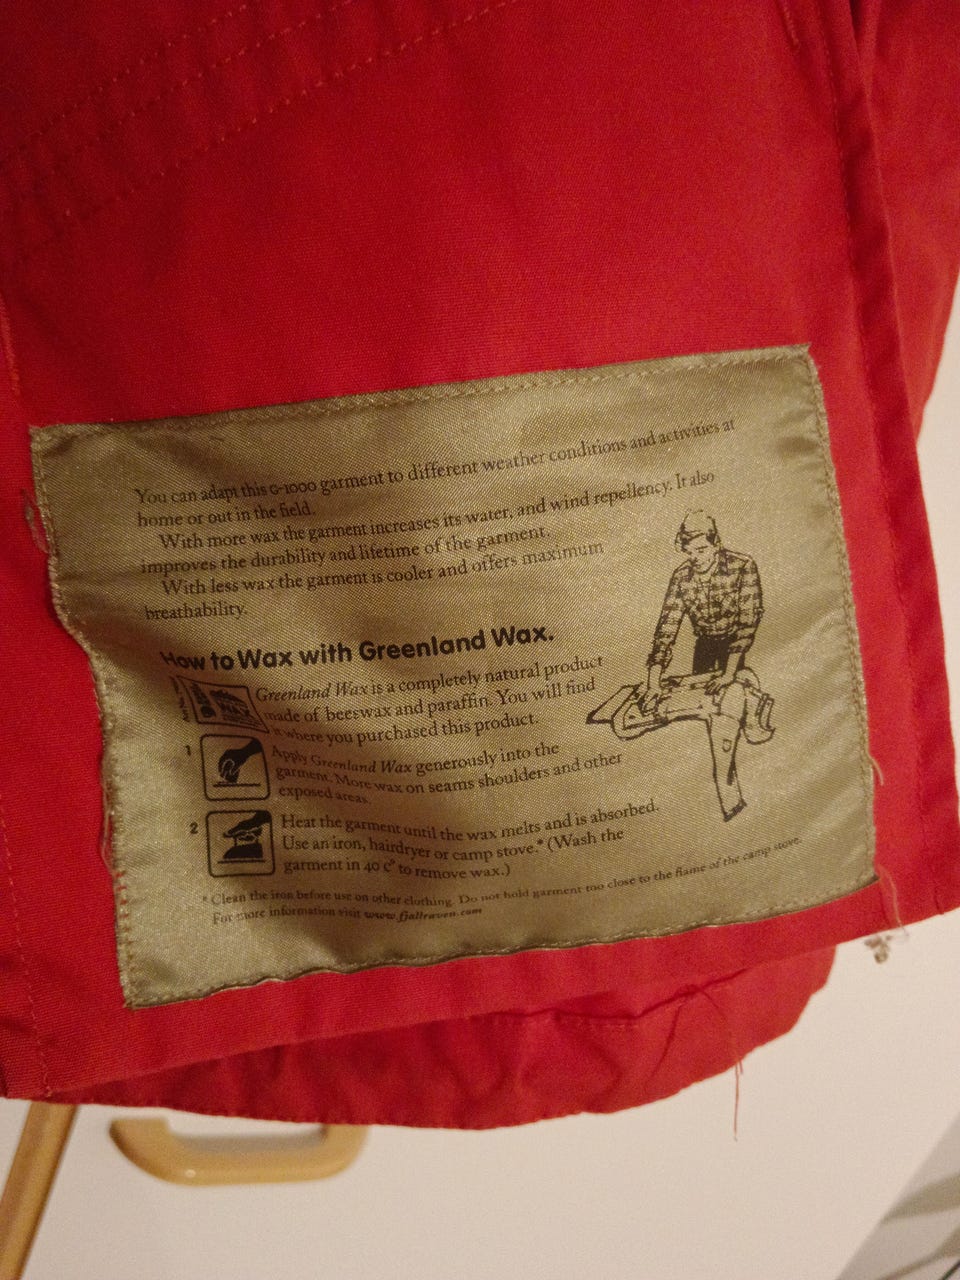 You can adapt this G-1000 garment to different weather conditions and activities at
home or out in the field.
With more wax the garment increases its water, and wind repellency. It also
improves the durability and lifetime of the garment.
With less wax the garment is cooler and offers maximum
breathability.
How to Wax with Greenland Wax.
Greenland Wax is a completely natural product
made of beeswax and paraffin. You will find
it where you purchased this product.
WAX
1
Apply Greenland Wax generously into the
garment. More wax on seams shoulders and other
exposed areas.
2
Heat the garment until the wax melts and is absorbed.
Use an iron, hairdryer or camp stove.* (Wash the
garment in 40 c° to remove wax.)
* Clean the iron before use on other clothing. Do not hold garment too close to the flame of the camp stove.
For more information visit www.fjallraven.com